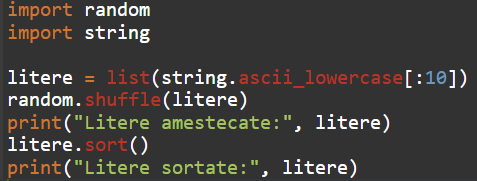 import random
import string
litere = list(string.ascii_lowercase[:10])
random.shuffle(litere)
print("Litere amestecate:", litere)
litere.sort()
print("Litere sortate:", litere)